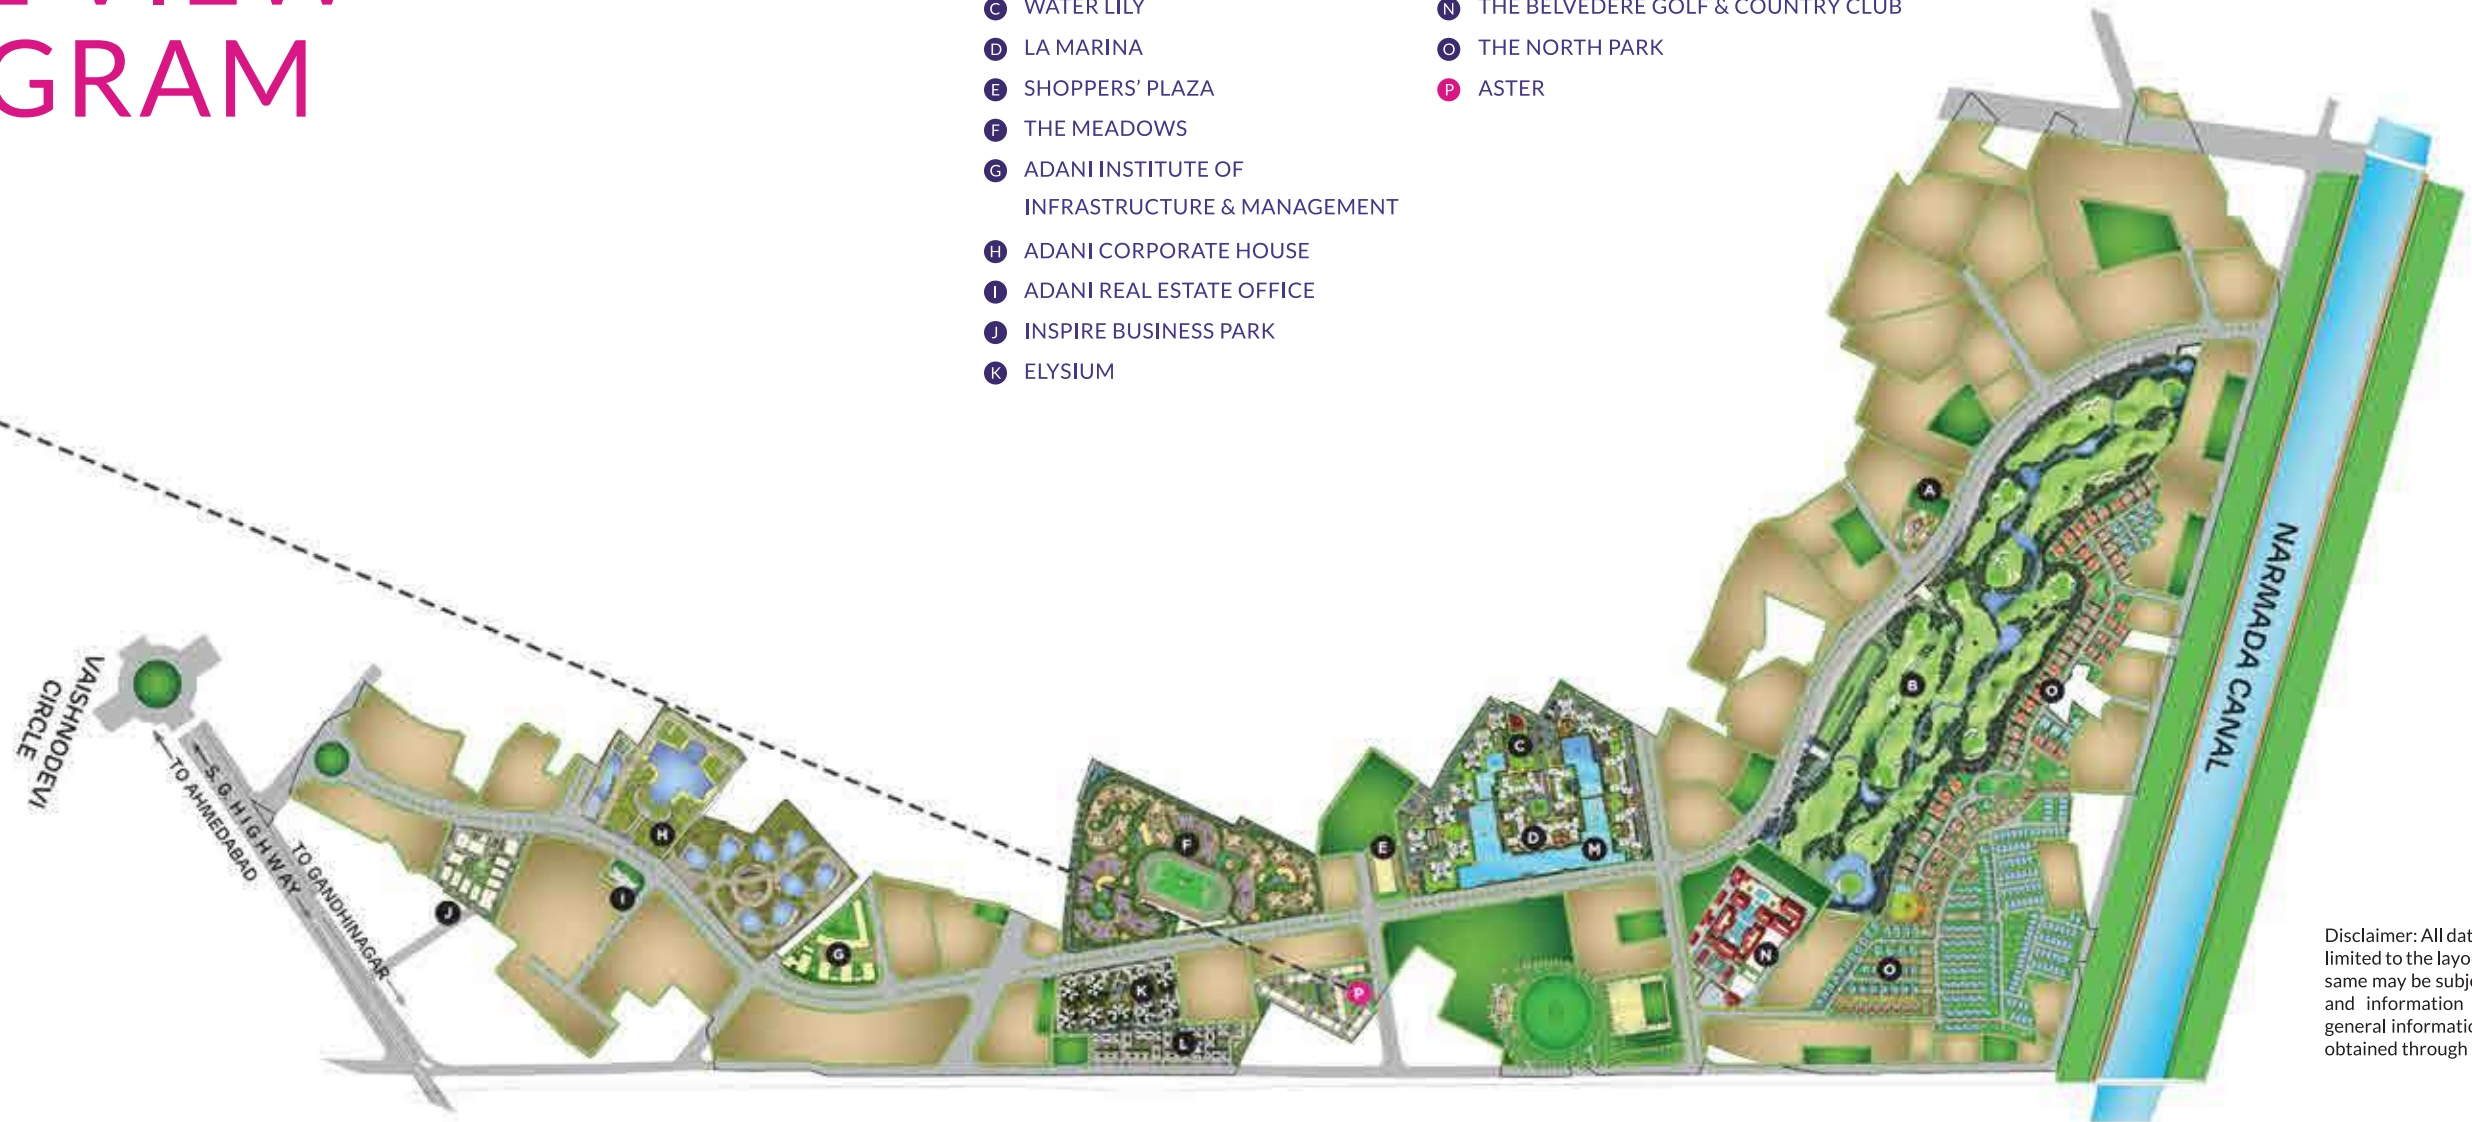 GRAM
C WATER LILY
D LA MARINA
E SHOPPERS' PLAZA
F THE MEADOWS
G ADANI INSTITUTE OF
INFRASTRUCTURE & MANAGEMENT
H ADANI CORPORATE HOUSE
I ADANI REAL ESTATE OFFICE
J INSPIRE BUSINESS PARK
K ELYSIUM
N THE BELVEDERE GOLF & COUNTRY CLUB
O THE NORTH PARK
P ASTER
VAISHNODEVI
CIRCLE
TO AHMEDABAD
S. G. HIGHWAY
TO GANDHINAGAR
J
I
H
G
F
K
L
P
E
C
D
M
A
B
N
O
O
NARMADA CANAL
Disclaimer: All dat
limited to the layo
same may be subje
and information
general informatio
obtained through